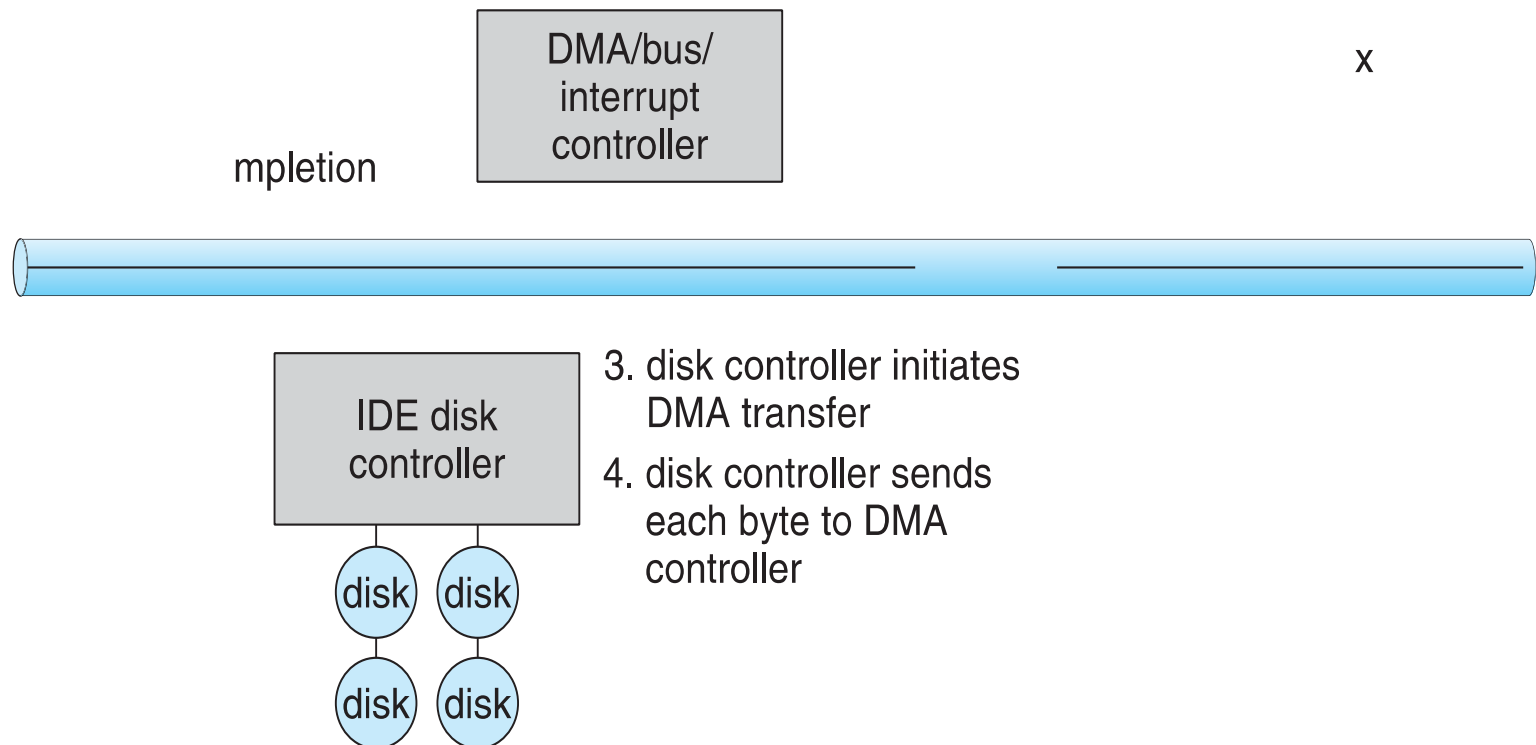 DMA/bus/
interrupt
controller
x
mpletion
IDE disk
controller
3. disk controller initiates
DMA transfer
4. disk controller sends
each byte to DMA
controller
disk
disk
disk
disk